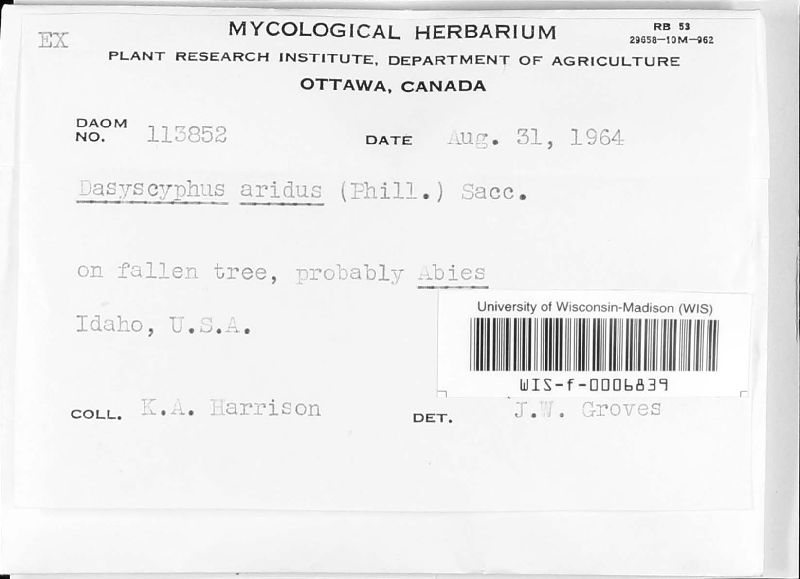 EX
MYCOLOGICAL HERBARIUM
RB 53
29658-10M-962
PLANT RESEARCH INSTITUTE, DEPARTMENT OF AGRICULTURE
OTTAWA, CANADA
DAOM NO. 113852 DATE Aug. 31, 1964
Dasyscyphus aridus (Phill.) Sacc.
on fallen tree, probably Abies
Idaho, U.S.A.
University of Wisconsin-Madison (WIS)
WIS-f-0006839
COLL. K.A. Harrison DET. J.W. Groves